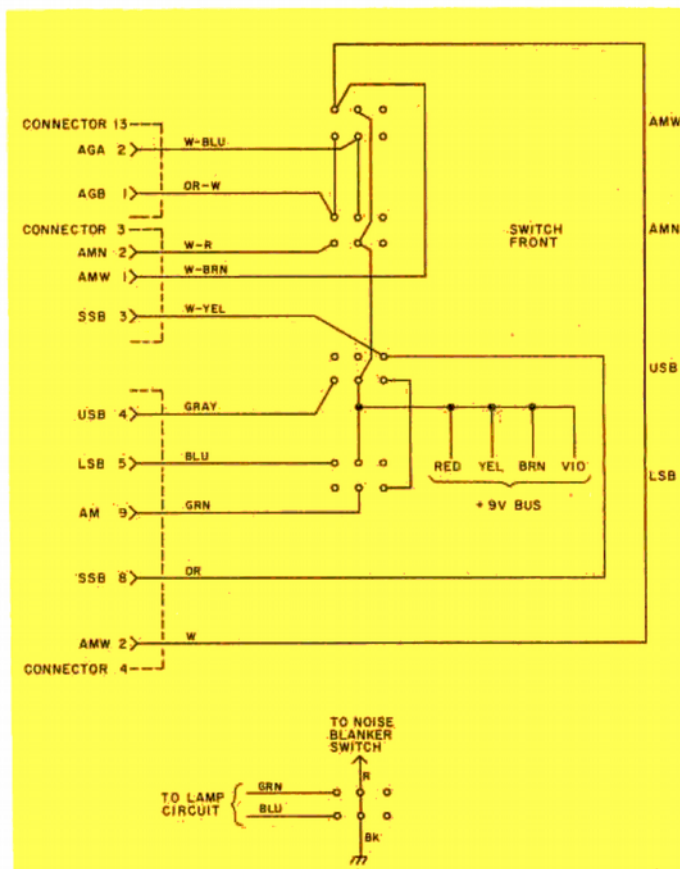 CONNECTOR 13
AGA 2 W-BLU
AGB 1 OR-W
CONNECTOR 3
AMN 2 W-R
AMW 1 W-BRN
SSB 3 W-YEL
USB 4 GRAY
LSB 5 BLU
AM 9 GRN
SSB 8 OR
AMW 2 W
CONNECTOR 4
SWITCH
FRONT
AMW
AMN
USB
LSB
RED YEL BRN VIO
+9V BUS
TO NOISE
BLANKER
SWITCH
R
TO LAMP
CIRCUIT
GRN
BLU
BK